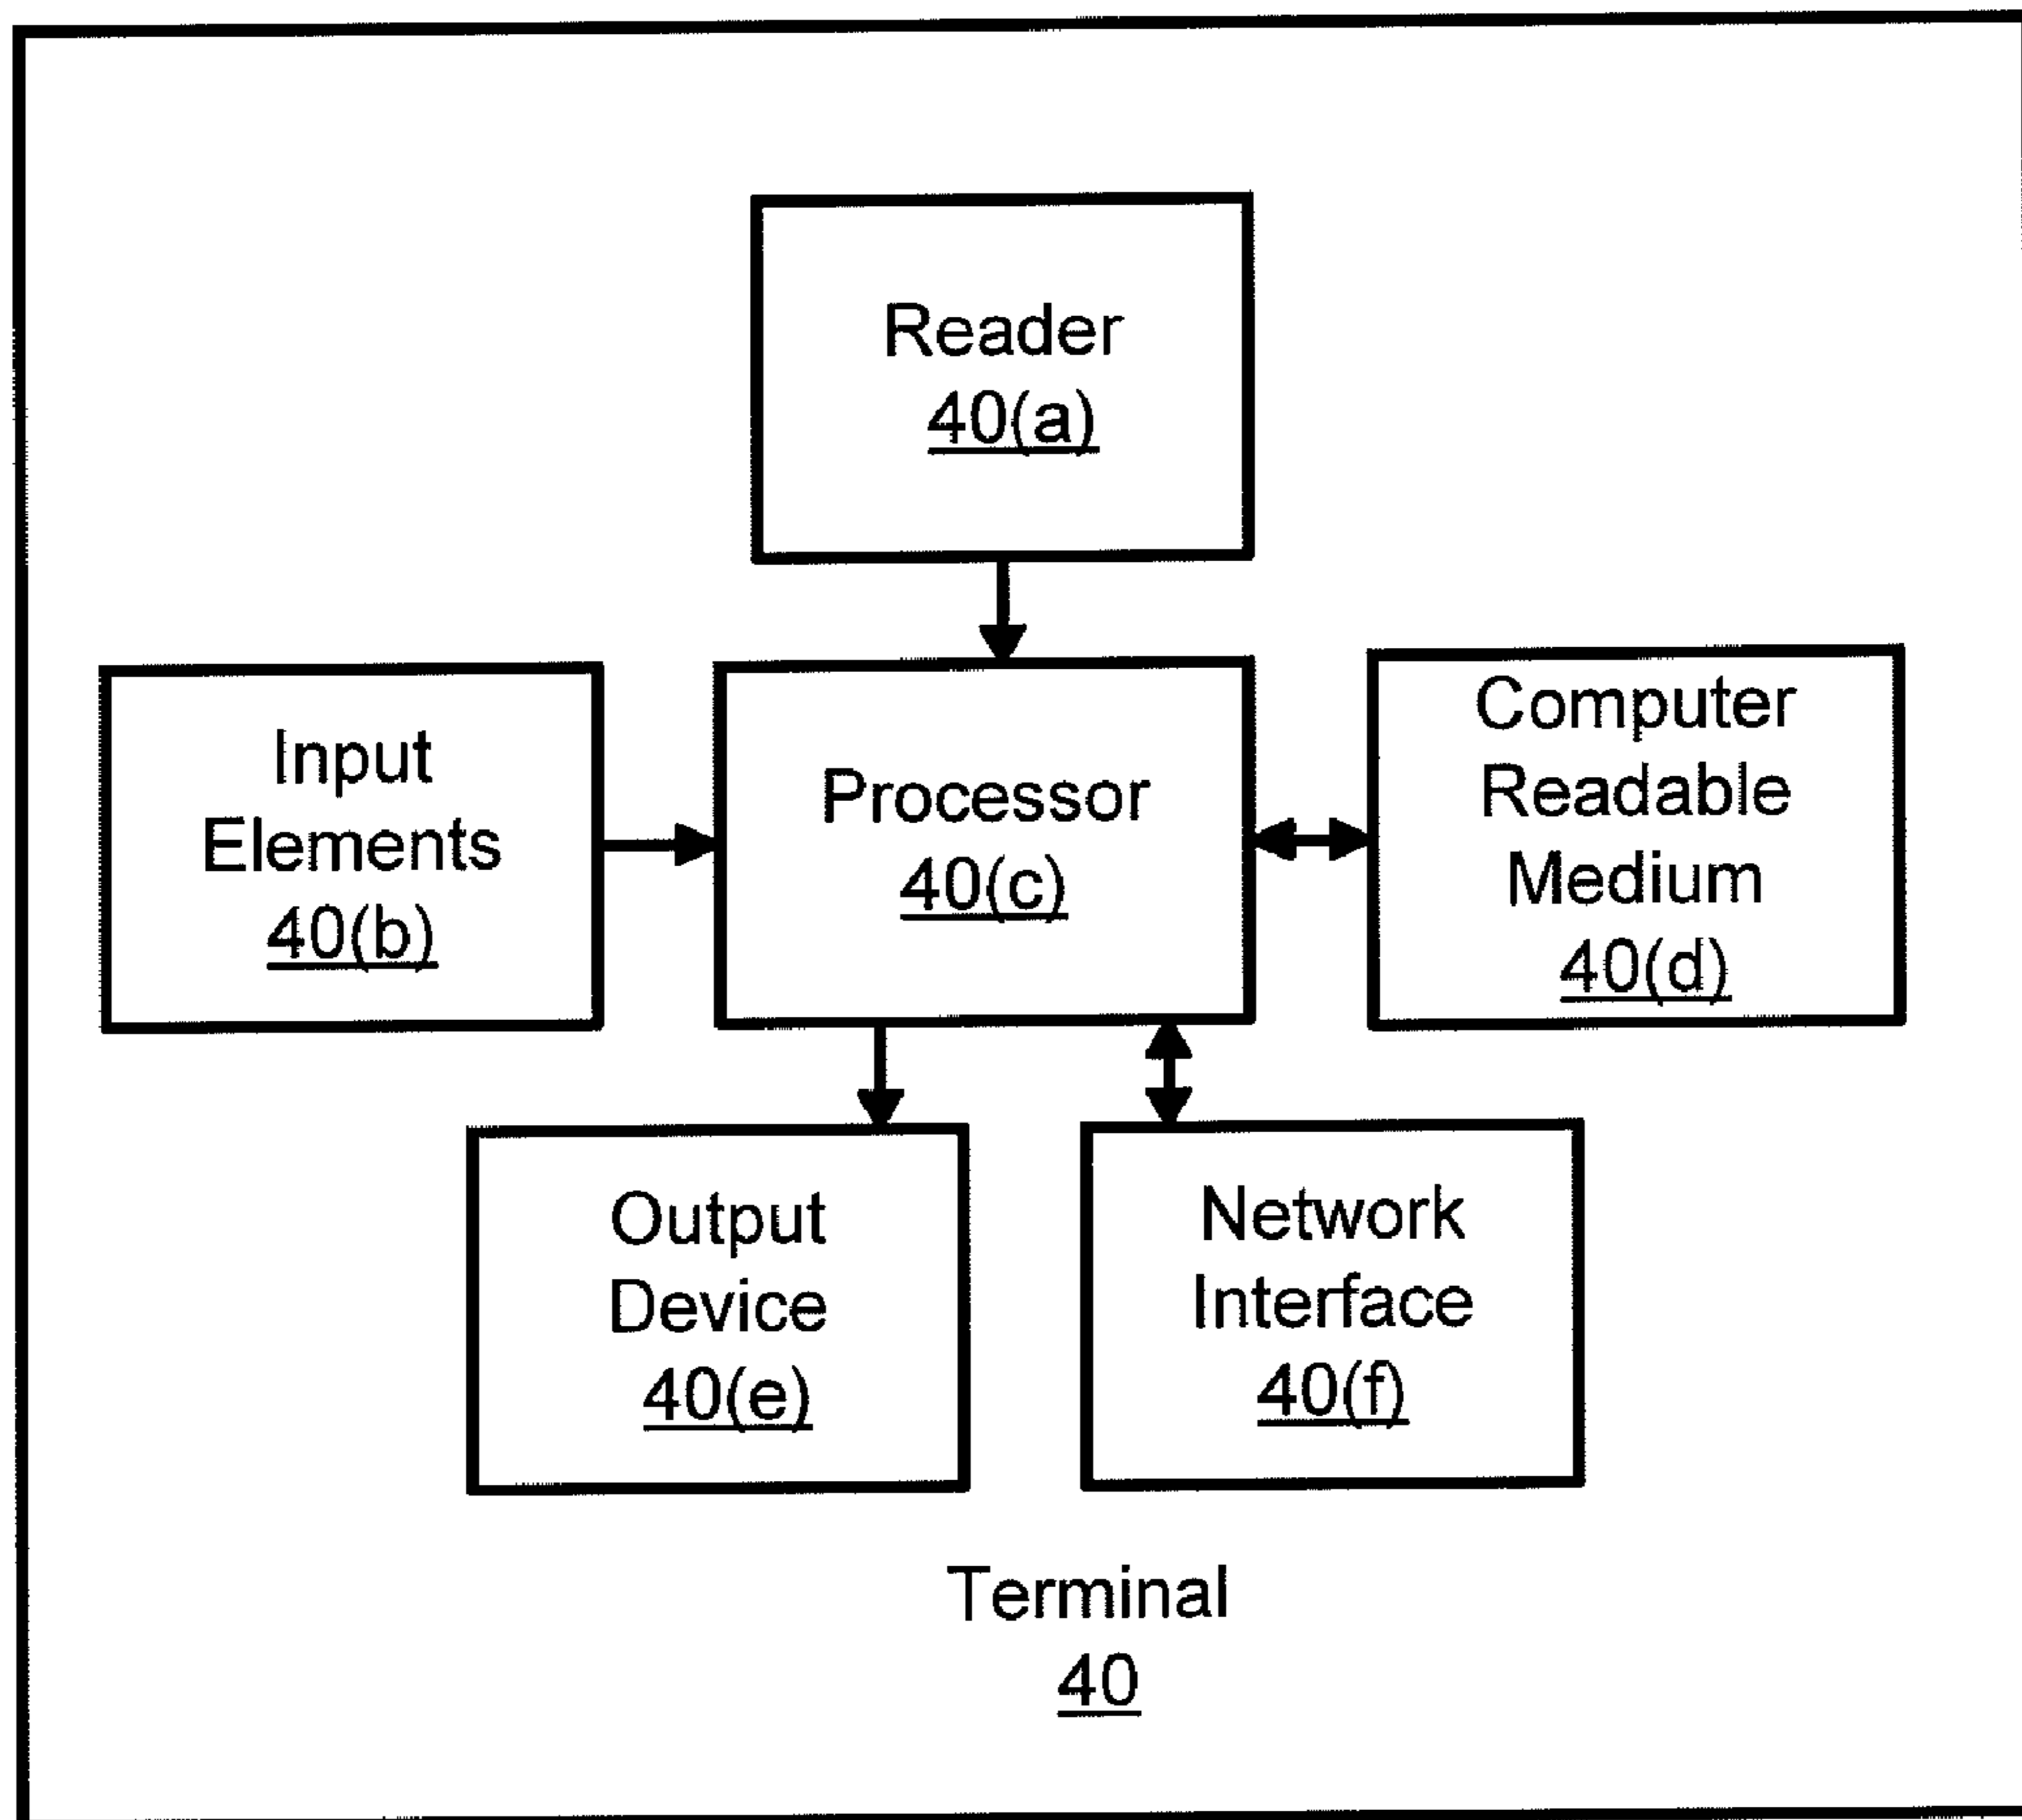 Reader
40(a)
Input
Elements
40(b)
Processor
40(c)
Computer
Readable
Medium
40(d)
Output
Device
40(e)
Network
Interface
40(f)
Terminal
40